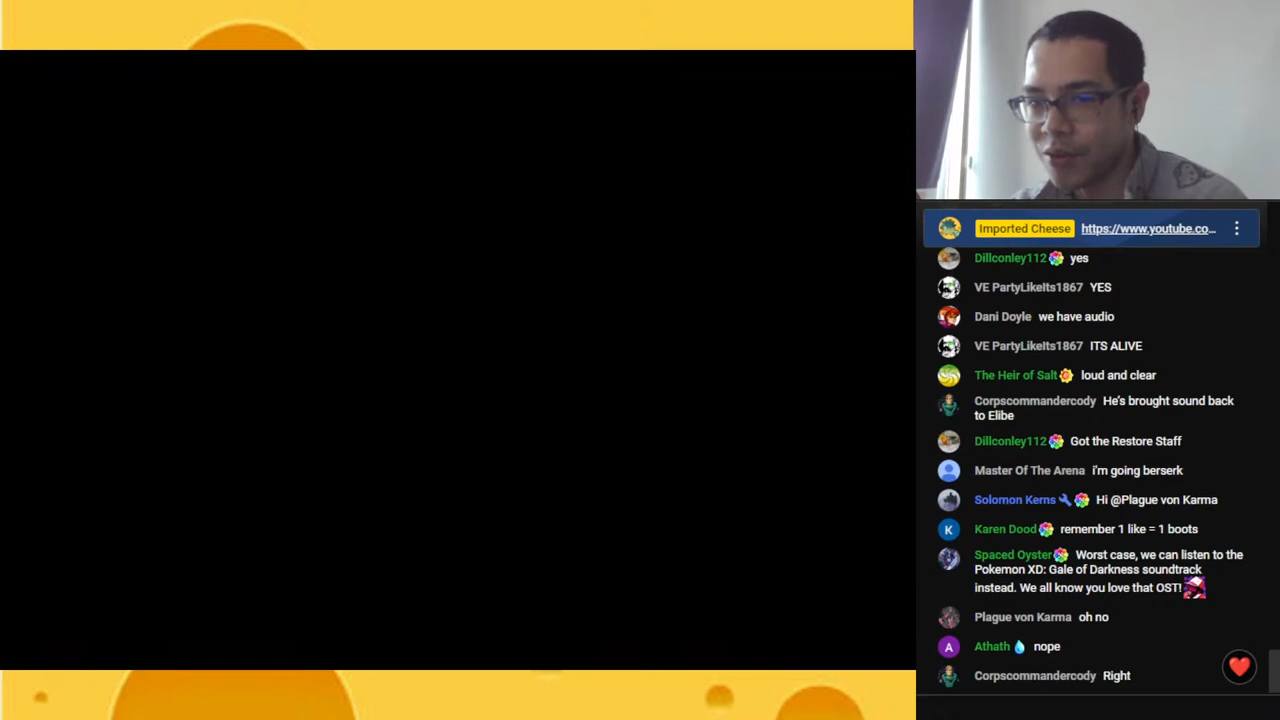 Imported Cheese https://www.youtube.co...
Dillconley112 yes
VE PartyLikeIts1867 YES
Dani Doyle we have audio
VE PartyLikeIts1867 ITS ALIVE
The Heir of Salt loud and clear
Corpscommandercody He's brought sound back
to Elibe
Dillconley112 Got the Restore Staff
Master Of The Arena i'm going berserk
Solomon Kerns Hi @Plague von Karma
K Karen Dood remember 1 like = 1 boots
Spaced Oyster Worst case, we can listen to the
Pokemon XD: Gale of Darkness soundtrack
instead. We all know you love that OST!
Plague von Karma oh no
A Athath nope
Corpscommandercody Right